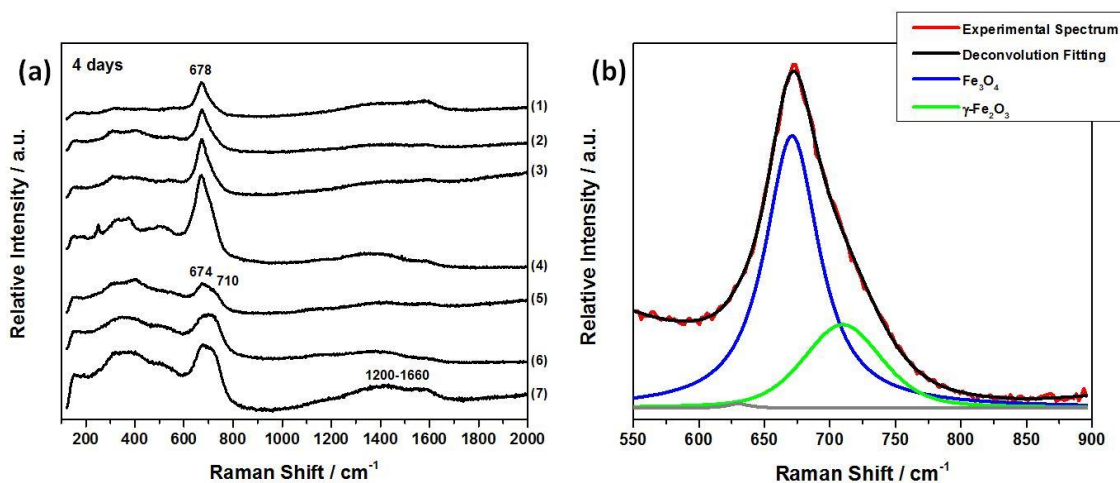 (a)
4 days
678
(1)
(2)
(3)
(4)
674
710
(5)
(6)
1200-1660
(7)
Relative Intensity / a.u.
200 400 600 800 1000 1200 1400 1600 1800 2000
Raman Shift / cm⁻¹
(b)
Experimental Spectrum
Deconvolution Fitting
Fe₃O₄
γ-Fe₂O₃
Relative Intensity / a.u.
550 600 650 700 750 800 850 900
Raman Shift / cm⁻¹